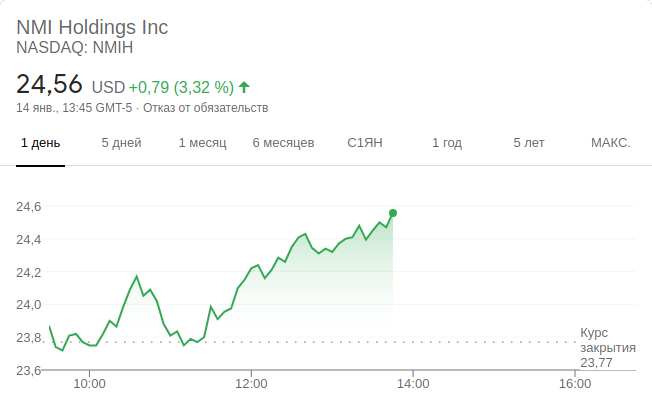 NMI Holdings Inc
NASDAQ: NMIH
24,56 USD +0,79 (3,32 %)
14 янв., 13:45 GMT-5 · Отказ от обязательств
1 день 5 дней 1 месяц 6 месяцев С1ЯН 1 год 5 лет МАКС.
24,6
24,4
24,2
24,0
23,8
23,6
Курс
закрытия
23,77
10:00 12:00 14:00 16:00